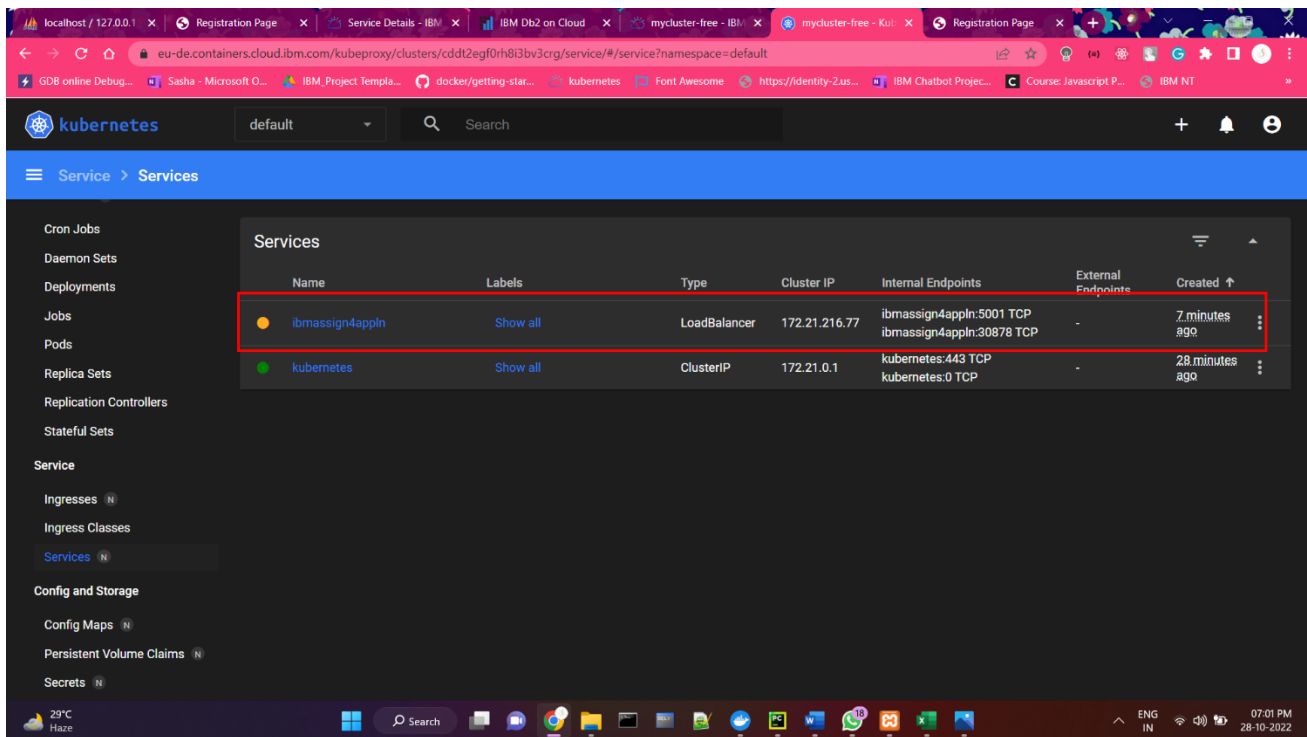 localhost / 127.0.0.1
Registration Page
Service Details - IBM
IBM Db2 on Cloud
mycluster-free - IBM
mycluster-free - Kub
Registration Page
eu-de.containers.cloud.ibm.com/kubeproxy/clusters/cddt2egf0rh8i3bv3crg/service/#/service?namespace=default
GDB online Debug...
Sasha - Microsoft O...
IBM_Project Templa...
docker/getting-star...
kubernetes
Font Awesome
https://identity-2.us...
IBM Chatbot Projec...
Course: Javascript P...
IBM NT
»
kubernetes
default
Search
Service > Services
Cron Jobs
Daemon Sets
Deployments
Jobs
Pods
Replica Sets
Replication Controllers
Stateful Sets
Service
Ingresses N
Ingress Classes
Services N
Config and Storage
Config Maps N
Persistent Volume Claims N
Secrets N
Services
Name Labels Type Cluster IP Internal Endpoints External Endpoints Created ↑
ibmassign4appln Show all LoadBalancer 172.21.216.77 ibmassign4appln:5001 TCP - 7 minutes
ibmassign4appln:30878 TCP ago
kubernetes Show all ClusterIP 172.21.0.1 kubernetes:443 TCP - 28 minutes
kubernetes:0 TCP ago
29°C
Haze
Search
18
ENG
IN
07:01 PM
28-10-2022